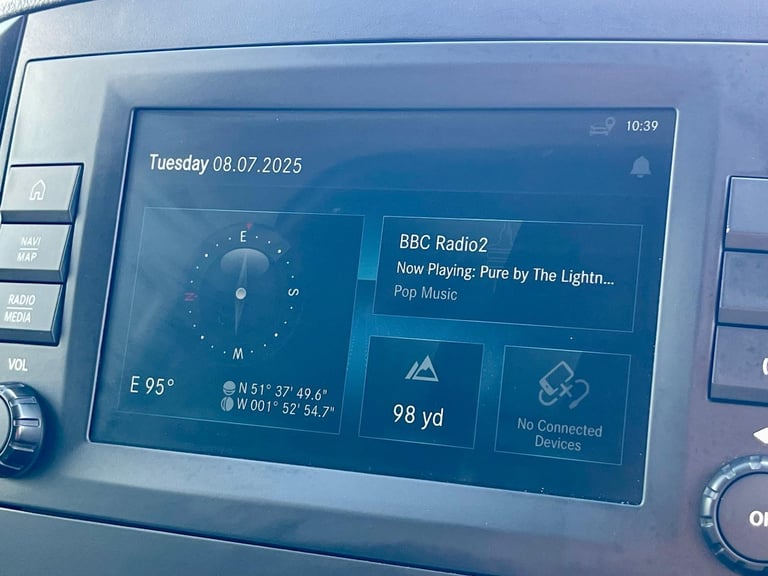 10:39
Tuesday 08.07.2025
NAVI
MAP
RADIO
MEDIA
VOL
E
S
W
N
E 95°
N 51° 37' 49.6"
W 001° 52' 54.7"
BBC Radio2
Now Playing: Pure by The Lightn...
Pop Music
98 yd
No Connected
Devices